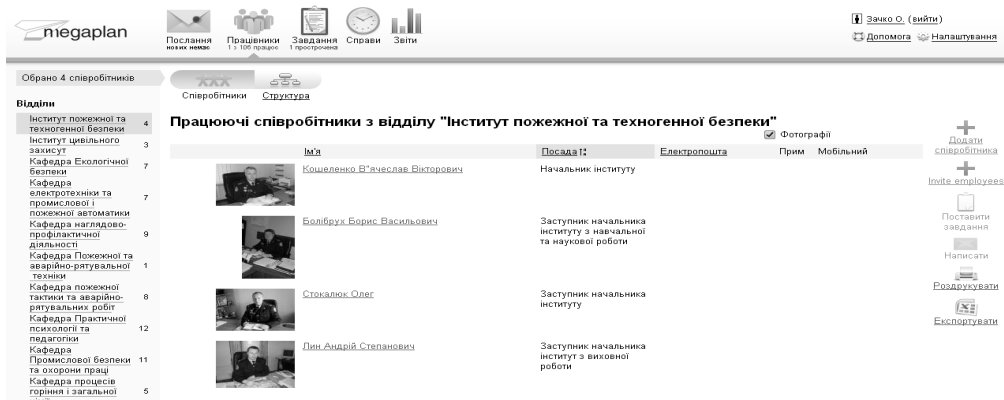 megaplan
Послання
нових немає
Працівники
1 з 106 працює
Завдання
1 прострочена
Справи
Звіти
Зачко О. (вийти)
Допомога Налаштування
Обрано 4 співробітників
Співробітники Структура
Відділи
Інститут пожежної та
техногенної безпеки 4
Інститут цивільного
захисут 3
Кафедра Екологічної
безпеки 7
Кафедра
електротехніки та
промислової і
пожежної автоматики 7
Кафедра наглядово-
профілактичної
діяльності 9
Кафедра Пожежної та
аварійно-рятувальної
техніки 1
Кафедра пожежної
тактики та аварійно-
рятувальних робіт 8
Кафедра Практичної
психології та
педагогіки 12
Кафедра
Промислової безпеки
та охорони праці 11
Кафедра процесів
горіння і загальної 5
Працюючі співробітники з відділу "Інститут пожежної та техногенної безпеки"
Фотографії
Ім'я Посада Електропошта Прим Мобільний
Кошеленко В"ячеслав Вікторович Начальник інституту
Болібрух Борис Васильович Заступник начальника
інституту з навчальної
та наукової роботи
Стокалюк Олег Заступник начальника
інституту
Лин Андрій Степанович Заступник начальника
інститут з виховної
роботи
Додати
співробітника
Invite employees
Поставити
завдання
Написати
Роздрукувати
Експортувати